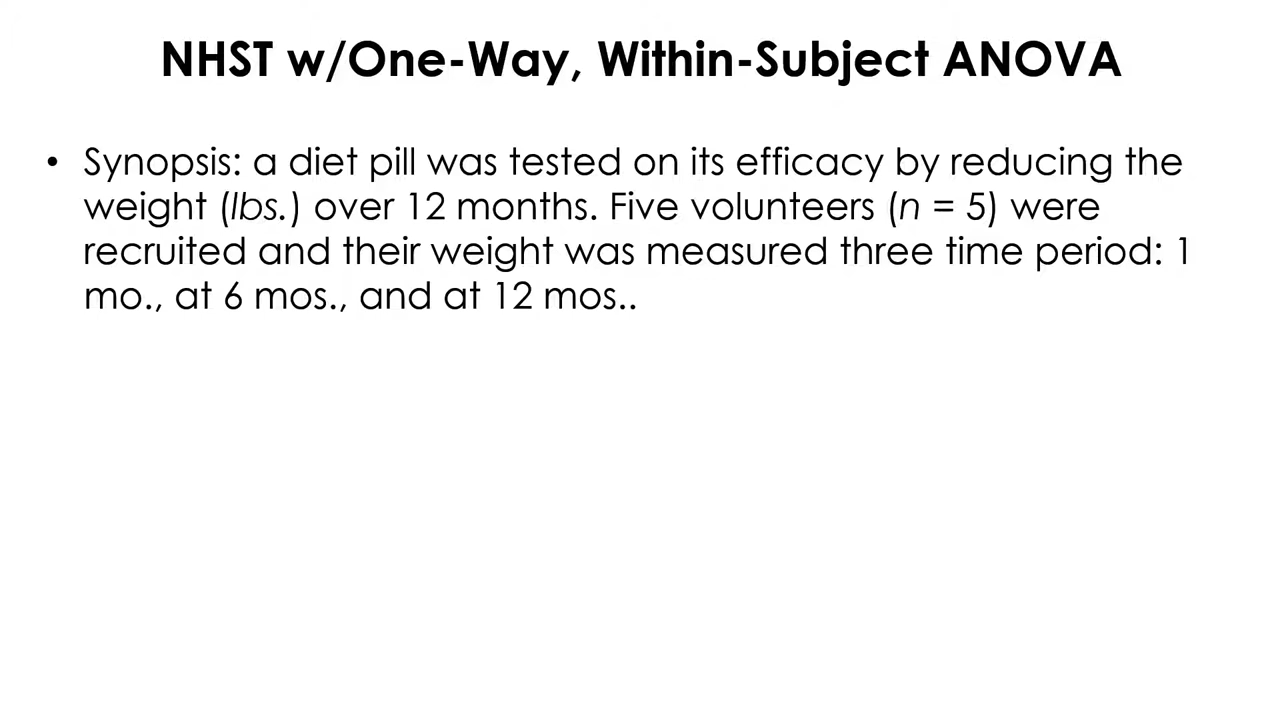 NHST w/One-Way, Within-Subject ANOVA
• Synopsis: a diet pill was tested on its efficacy by reducing the
weight (lbs.) over 12 months. Five volunteers (n = 5) were
recruited and their weight was measured three time period: 1
mo., at 6 mos., and at 12 mos..